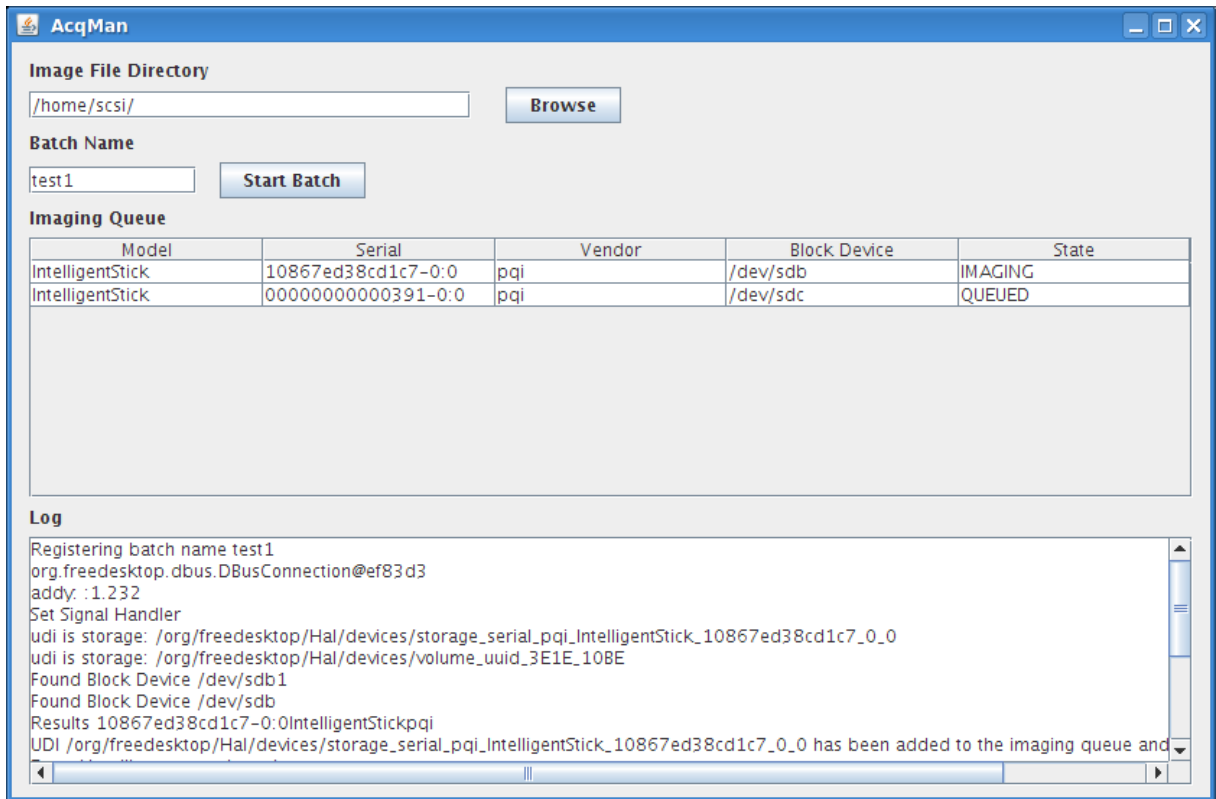 AcqMan
Image File Directory
/home/scsi/ Browse
Batch Name
test1 Start Batch
Imaging Queue
Model Serial Vendor Block Device State
IntelligentStick 10867ed38cd1c7-0:0 pqi /dev/sdb IMAGING
IntelligentStick 00000000000391-0:0 pqi /dev/sdc QUEUED
Log
Registering batch name test1
org.freedesktop.dbus.DBusConnection@ef83d3
addy: :1.232
Set Signal Handler
udi is storage: /org/freedesktop/Hal/devices/storage_serial_pqi_IntelligentStick_10867ed38cd1c7_0_0
udi is storage: /org/freedesktop/Hal/devices/volume_uuid_3E1E_10BE
Found Block Device /dev/sdb1
Found Block Device /dev/sdb
Results 10867ed38cd1c7-0:0IntelligentStickpqi
UDI /org/freedesktop/Hal/devices/storage_serial_pqi_IntelligentStick_10867ed38cd1c7_0_0 has been added to the imaging queue and